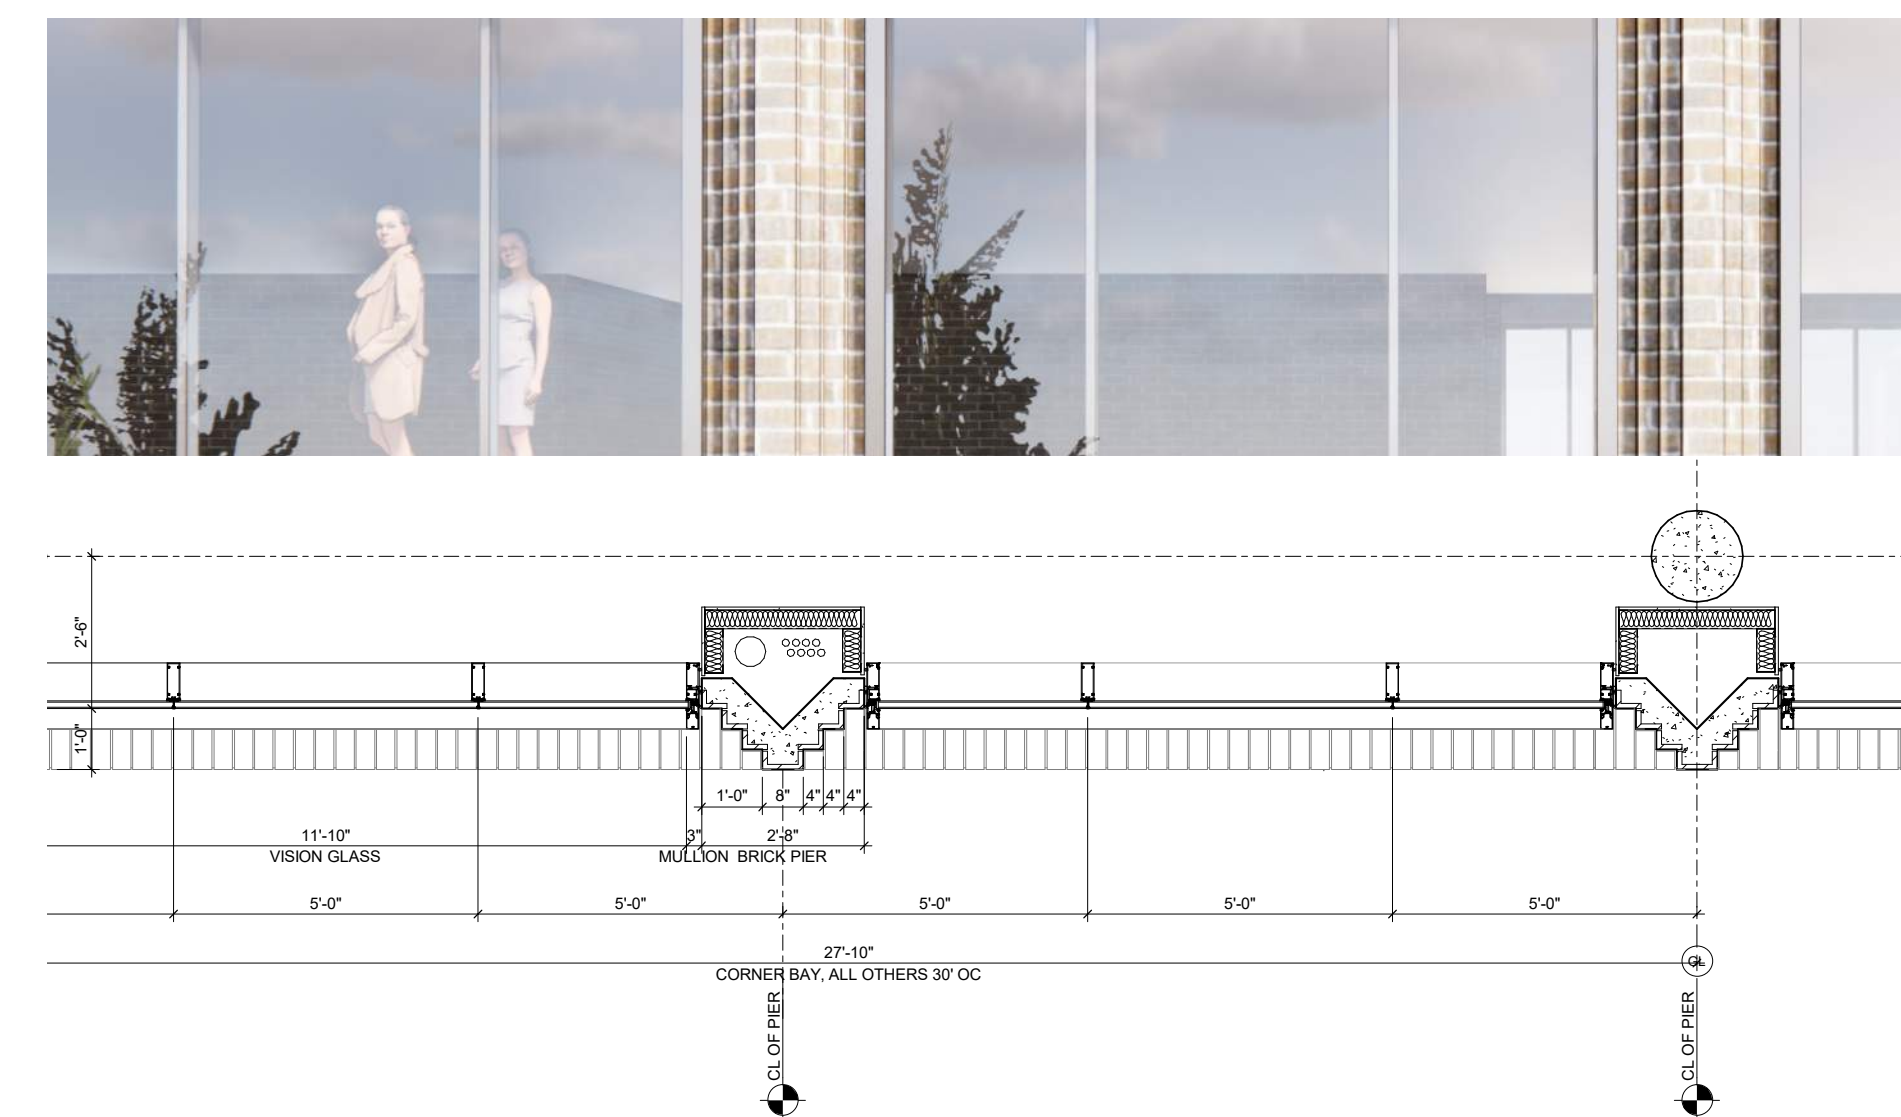 2'-6"
1'-0"
1'-0" 8" 4" 4" 4"
11'-10" 3" 2'-8"
VISION GLASS MULLION BRICK PIER
5'-0" 5'-0" 5'-0" 5'-0" 5'-0"
27'-10"
CORNER BAY, ALL OTHERS 30' OC
GL
CL OF PIER
CL OF PIER